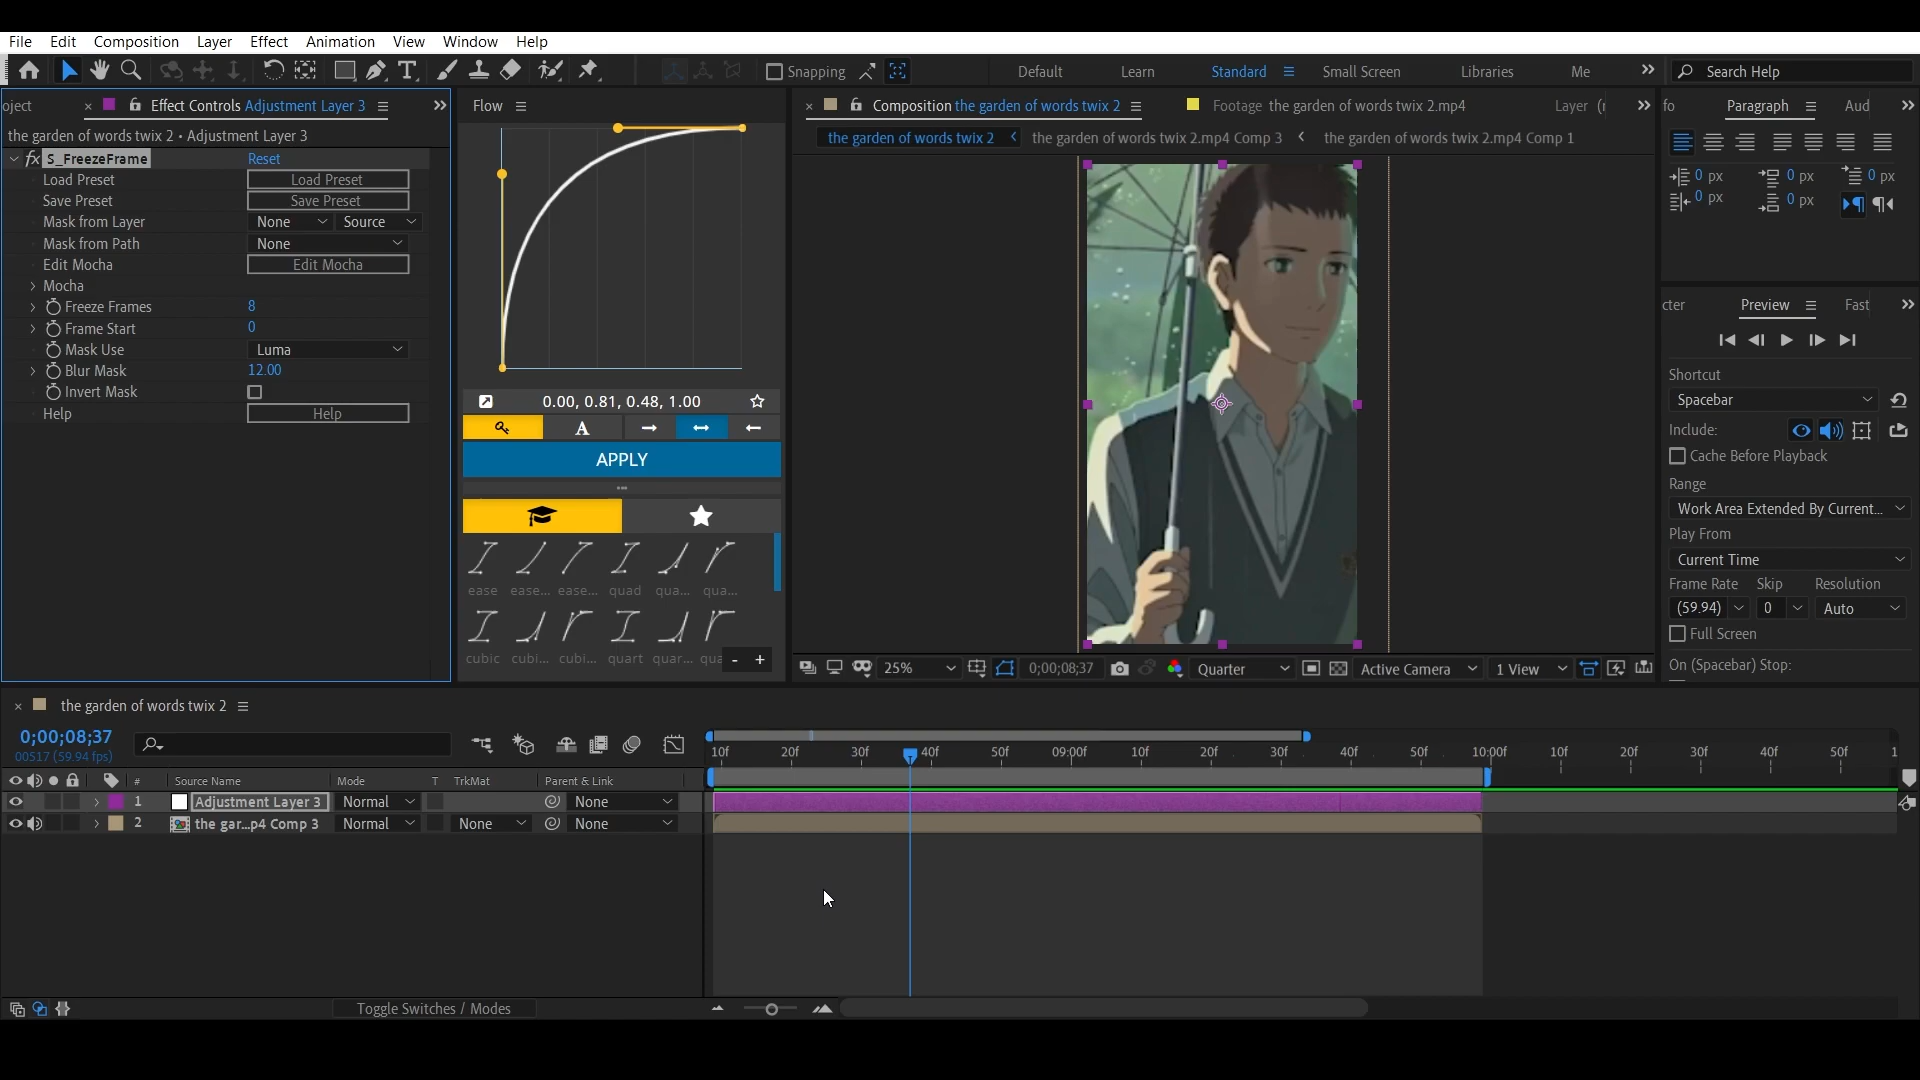 File Edit Composition Layer Effect Animation View Window Help
Snapping
Default Learn Standard Small Screen Libraries Me
Search Help
oject
Effect Controls Adjustment Layer 3
the garden of words twix 2 • Adjustment Layer 3
fx S_FreezeFrame Reset
Load Preset Load Preset
Save Preset Save Preset
Mask from Layer None Source
Mask from Path None
Edit Mocha Edit Mocha
Mocha
Freeze Frames 8
Frame Start 0
Mask Use Luma
Blur Mask 12.00
Invert Mask
Help Help
Flow
0.00, 0.81, 0.48, 1.00
A
APPLY
ease ease... ease... quad qua... qua...
cubic cubi... cubi... quart quar... qua
- +
Composition the garden of words twix 2
Footage the garden of words twix 2.mp4
Layer
the garden of words twix 2 the garden of words twix 2.mp4 Comp 3 the garden of words twix 2.mp4 Comp 1
25% 0;00;08;37 Quarter Active Camera 1 View
fo Paragraph Aud
0 px 0 px 0 px
0 px 0 px
cter Preview Fast
Shortcut
Spacebar
Include:
Cache Before Playback
Range
Work Area Extended By Current...
Play From
Current Time
Frame Rate Skip Resolution
(59.94) 0 Auto
Full Screen
On (Spacebar) Stop:
the garden of words twix 2
0;00;08;37
00517 (59.94 fps)
10f 20f 30f 40f 50f 09:00f 10f 20f 30f 40f 50f 10:00f 10f 20f 30f 40f 50f 1
# Source Name Mode T TrkMat Parent & Link
1 Adjustment Layer 3 Normal None
2 the gar...p4 Comp 3 Normal None None
Toggle Switches / Modes